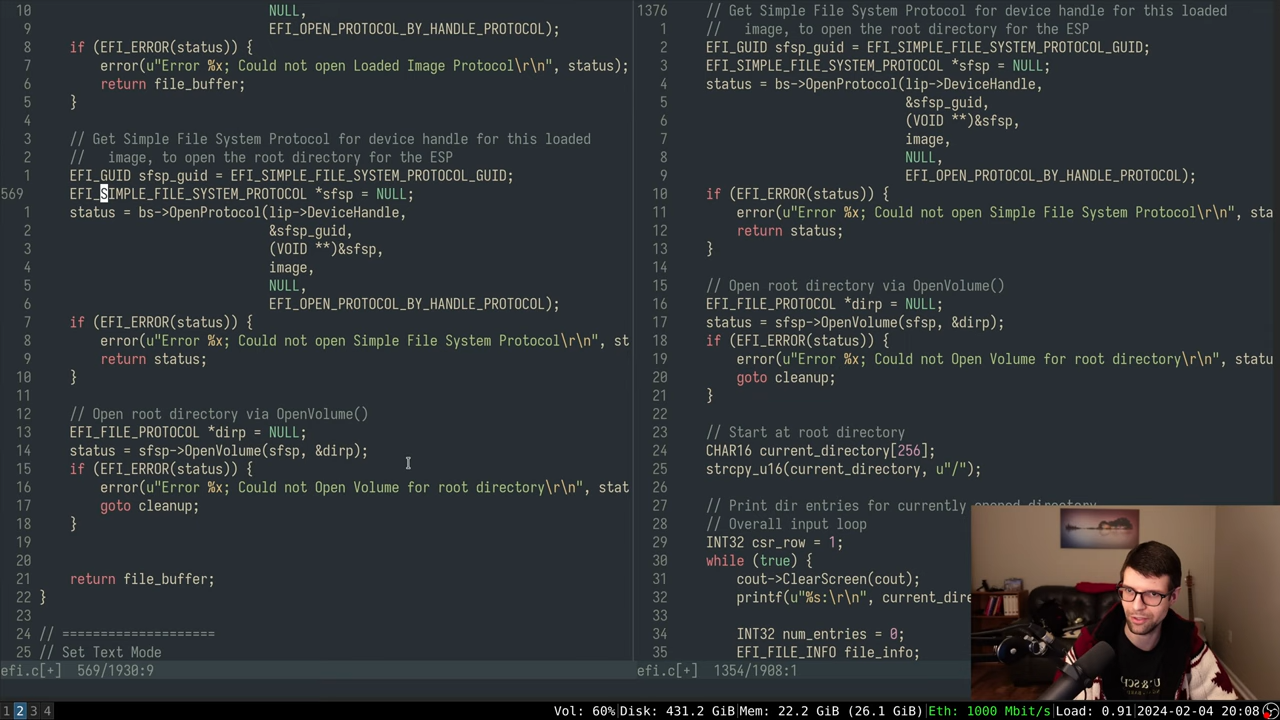 10 NULL,
9 EFI_OPEN_PROTOCOL_BY_HANDLE_PROTOCOL);
8 if (EFI_ERROR(status)) {
7 error(u"Error %x; Could not open Loaded Image Protocol\r\n", status);
6 return file_buffer;
5 }
4
3 // Get Simple File System Protocol for device handle for this loaded
2 //   image, to open the root directory for the ESP
1 EFI_GUID sfsp_guid = EFI_SIMPLE_FILE_SYSTEM_PROTOCOL_GUID;
569 EFI_SIMPLE_FILE_SYSTEM_PROTOCOL *sfsp = NULL;
1 status = bs->OpenProtocol(lip->DeviceHandle,
2 &sfsp_guid,
3 (VOID **)&sfsp,
4 image,
5 NULL,
6 EFI_OPEN_PROTOCOL_BY_HANDLE_PROTOCOL);
7 if (EFI_ERROR(status)) {
8 error(u"Error %x; Could not open Simple File System Protocol\r\n", st
9 return status;
10 }
11
12 // Open root directory via OpenVolume()
13 EFI_FILE_PROTOCOL *dirp = NULL;
14 status = sfsp->OpenVolume(sfsp, &dirp);
15 if (EFI_ERROR(status)) {
16 error(u"Error %x; Could not Open Volume for root directory\r\n", stat
17 goto cleanup;
18 }
19
20
21 return file_buffer;
22 }
23
24 // ====================
25 // Set Text Mode
efi.c[+] 569/1930:9
1376 // Get Simple File System Protocol for device handle for this loaded
1 //   image, to open the root directory for the ESP
2 EFI_GUID sfsp_guid = EFI_SIMPLE_FILE_SYSTEM_PROTOCOL_GUID;
3 EFI_SIMPLE_FILE_SYSTEM_PROTOCOL *sfsp = NULL;
4 status = bs->OpenProtocol(lip->DeviceHandle,
5 &sfsp_guid,
6 (VOID **)&sfsp,
7 image,
8 NULL,
9 EFI_OPEN_PROTOCOL_BY_HANDLE_PROTOCOL);
10 if (EFI_ERROR(status)) {
11 error(u"Error %x; Could not open Simple File System Protocol\r\n", sta
12 return status;
13 }
14
15 // Open root directory via OpenVolume()
16 EFI_FILE_PROTOCOL *dirp = NULL;
17 status = sfsp->OpenVolume(sfsp, &dirp);
18 if (EFI_ERROR(status)) {
19 error(u"Error %x; Could not Open Volume for root directory\r\n", statu
20 goto cleanup;
21 }
22
23 // Start at root directory
24 CHAR16 current_directory[256];
25 strcpy_u16(current_directory, u"/");
26
27 // Print dir entries for currently opened directory
28 // Overall input loop
29 INT32 csr_row = 1;
30 while (true) {
31 cout->ClearScreen(cout);
32 printf(u"%s:\r\n", current_dire
33
34 INT32 num_entries = 0;
35 EFI_FILE_INFO file_info;
efi.c[+] 1354/1908:1
1 2 3 4 Vol: 60%|Disk: 431.2 GiB|Mem: 22.2 GiB (26.1 GiB)|Eth: 1000 Mbit/s|Load: 0.91|2024-02-04 20:08